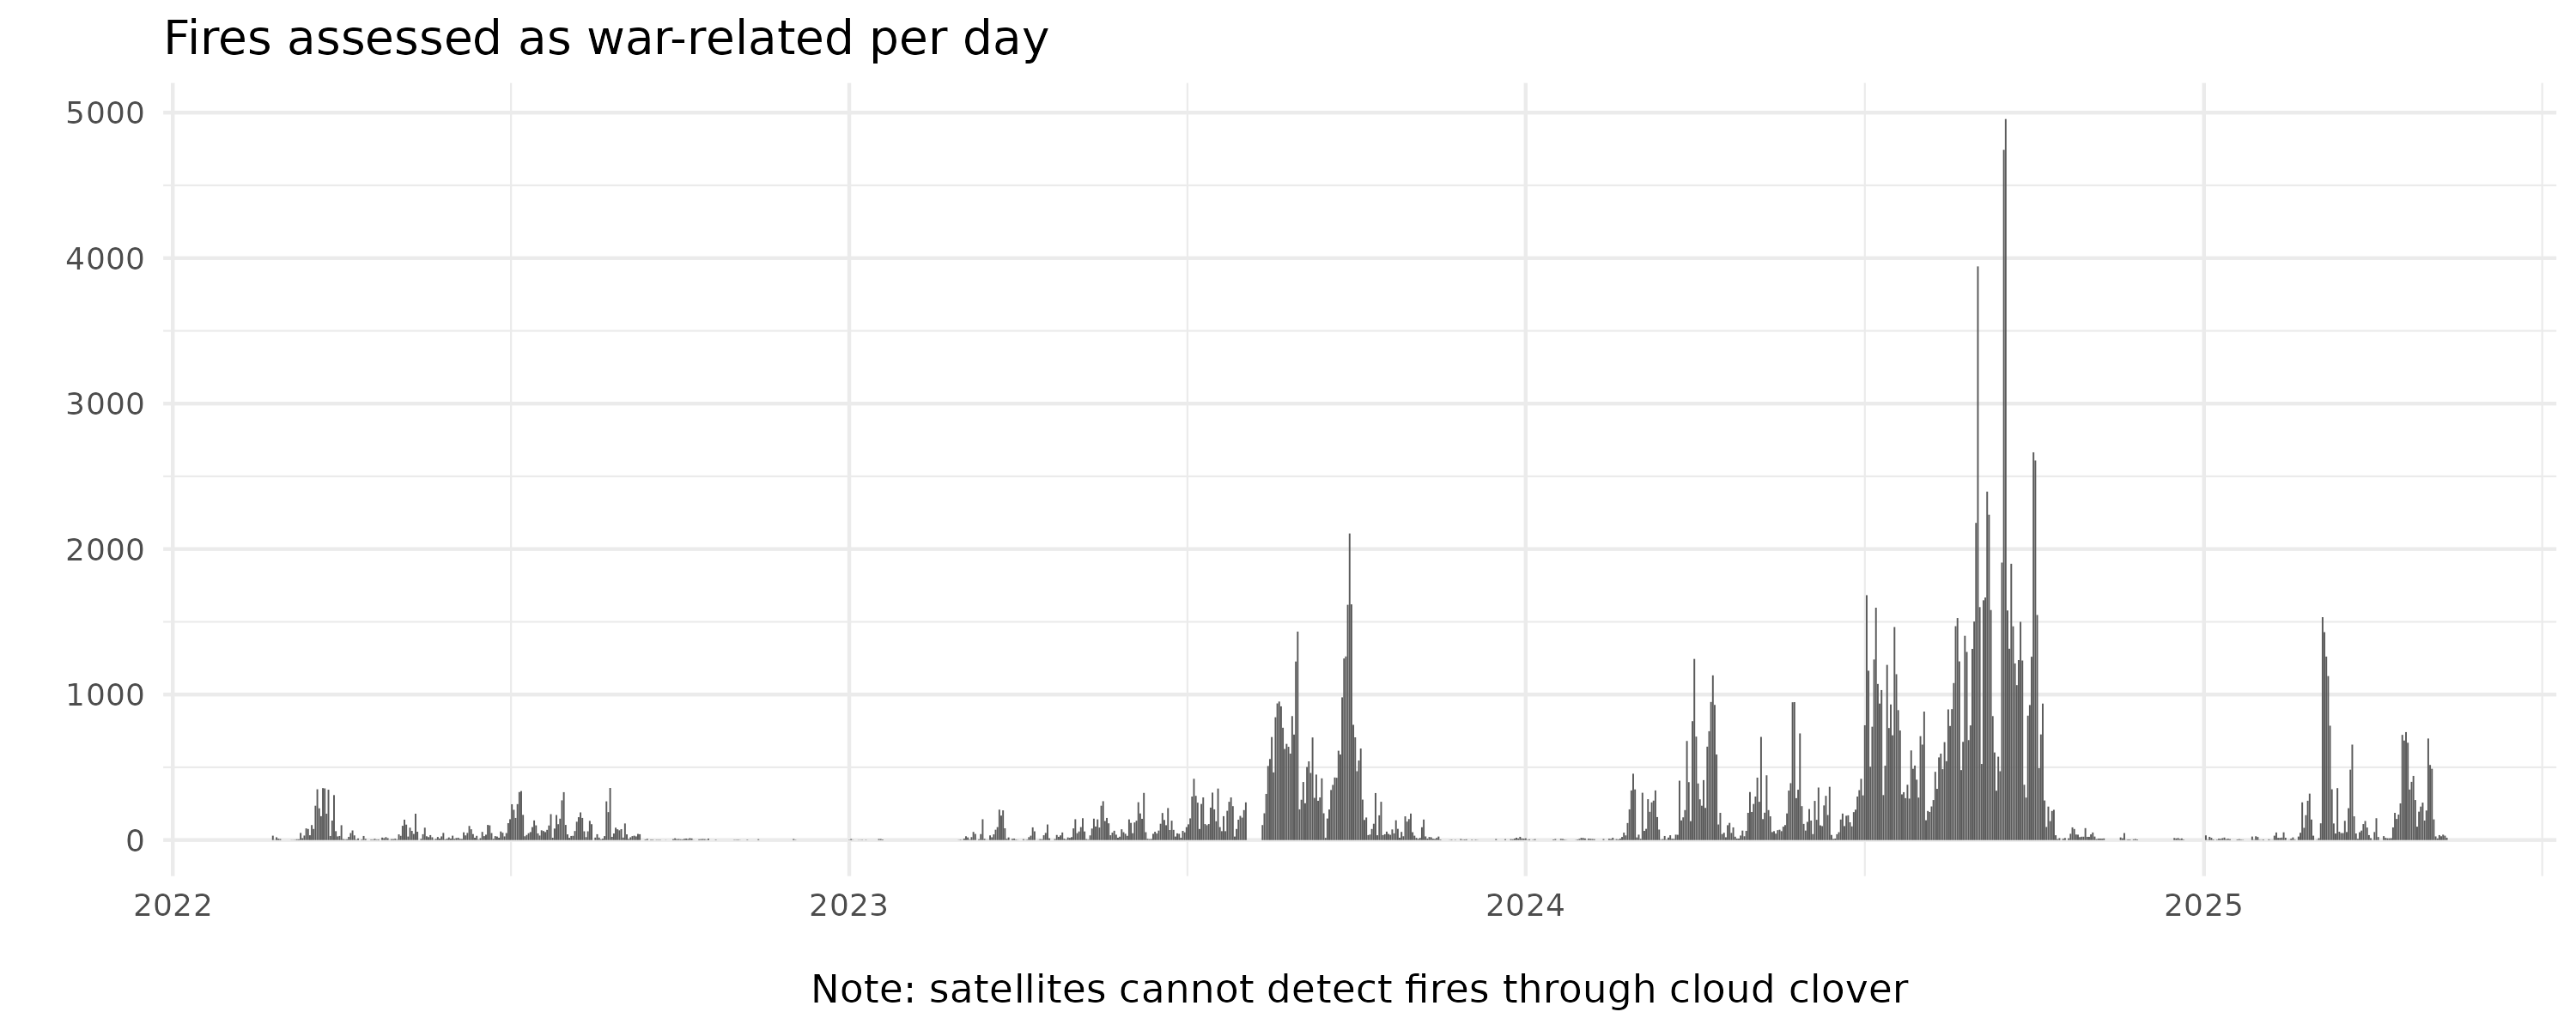 Fires assessed as war-related per day
5000
4000
3000
2000
1000
0
2022 2023 2024 2025
Note: satellites cannot detect fires through cloud clover